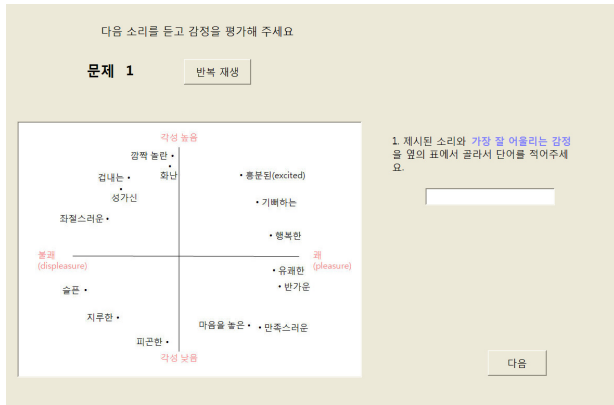 다음 소리를 듣고 감정을 평가해 주세요
문제 1
반복 재생
각성 높음
깜짝 놀란
화난
겁내는
성가신
좌절스러운
흥분된(excited)
기뻐하는
행복한
불쾌
(displeasure)
쾌
(pleasure)
유쾌한
반가운
슬픈
지루한
피곤한
마음을 놓은
만족스러운
각성 낮음
1. 제시된 소리와 가장 잘 어울리는 감정
을 옆의 표에서 골라서 단어를 적어주세
요.
다음